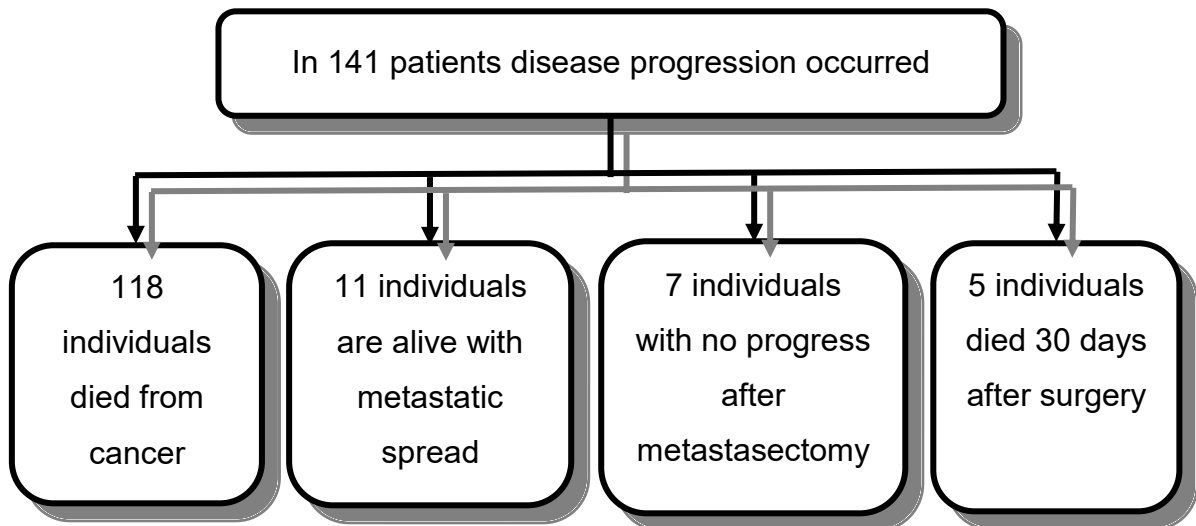 In 141 patients disease progression occurred
118
individuals
died from
cancer
11 individuals
are alive with
metastatic
spread
7 individuals
with no progress
after
metastasectomy
5 individuals
died 30 days
after surgery